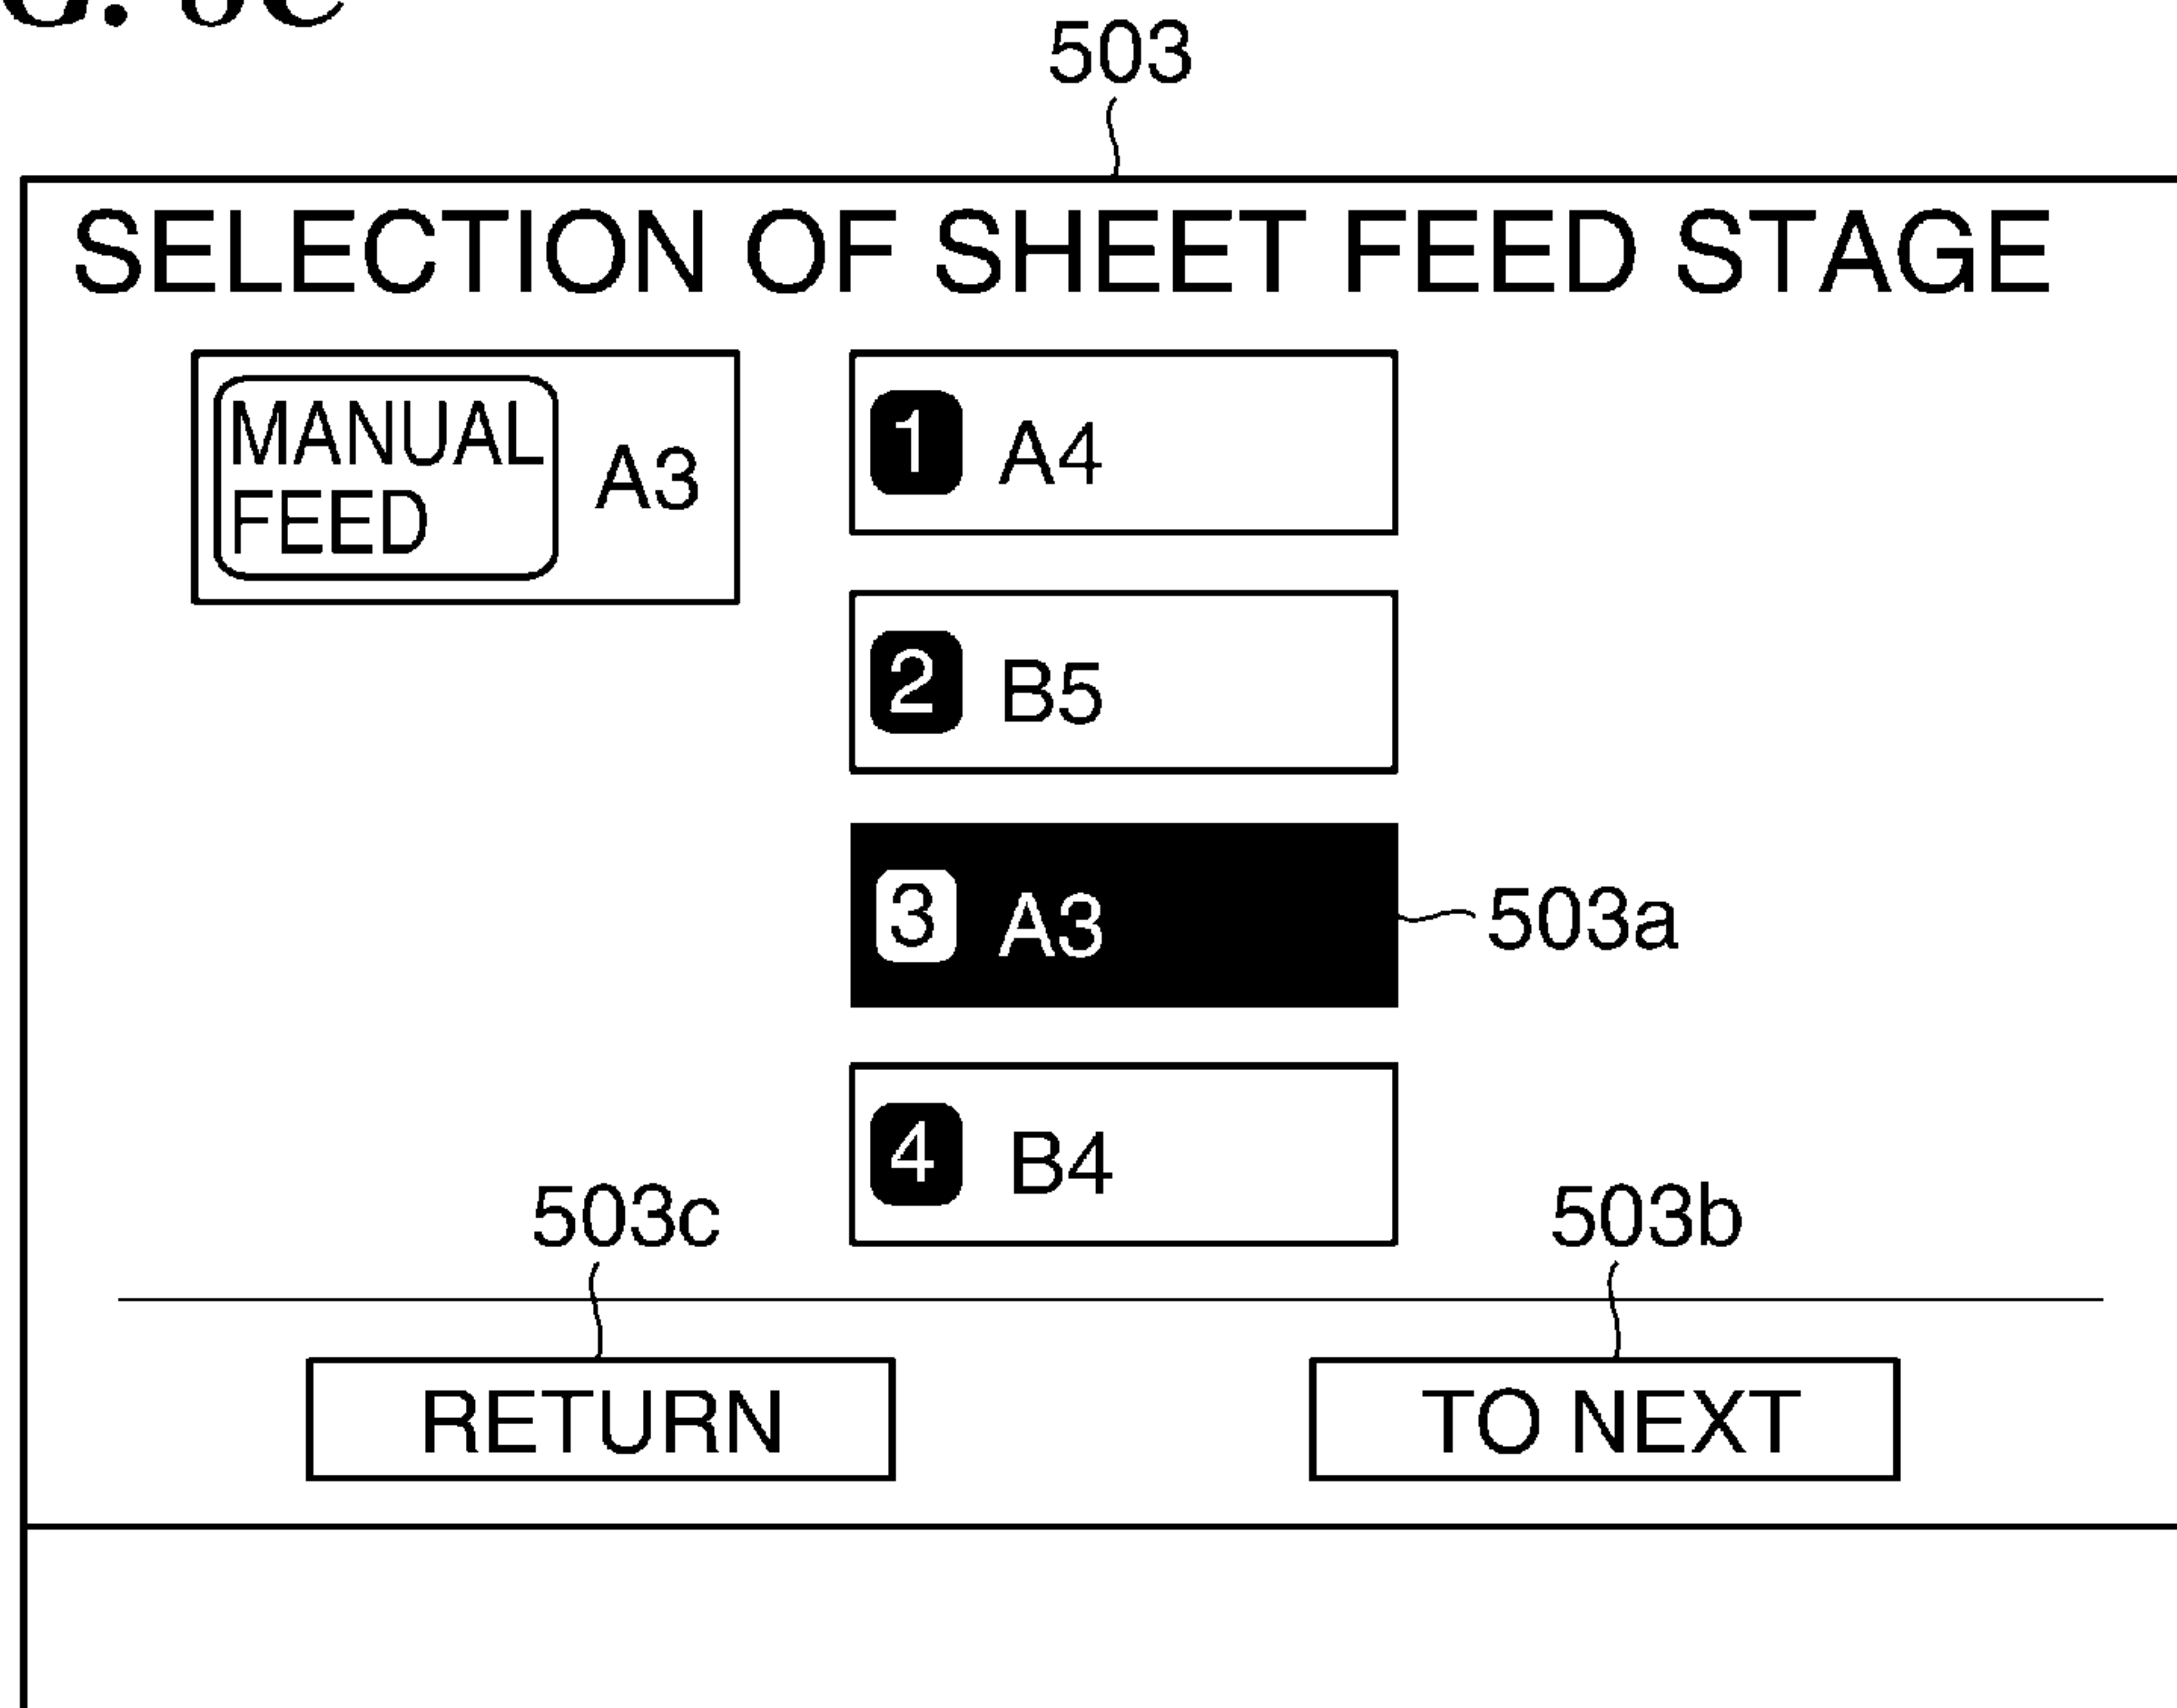 503
SELECTION OF SHEET FEED STAGE
MANUAL
FEED
A3
1 A4
2 B5
3 A3
503a
4 B4
503c
503b
RETURN
TO NEXT